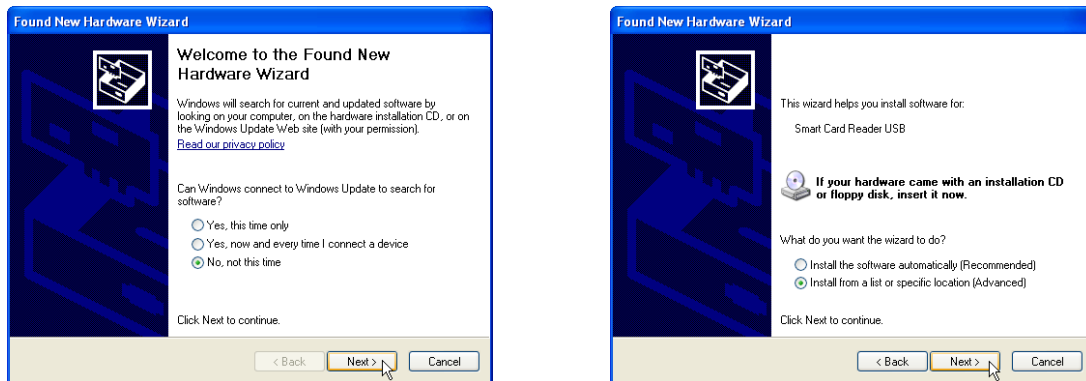 Found New Hardware Wizard
Welcome to the Found New
Hardware Wizard
Windows will search for current and updated software by
looking on your computer, on the hardware installation CD, or on
the Windows Update Web site (with your permission).
Read our privacy policy
Can Windows connect to Windows Update to search for
software?
Yes, this time only
Yes, now and every time I connect a device
No, not this time
Click Next to continue.
< Back
Next >
Cancel
Found New Hardware Wizard
This wizard helps you install software for:
Smart Card Reader USB
If your hardware came with an installation CD
or floppy disk, insert it now.
What do you want the wizard to do?
Install the software automatically (Recommended)
Install from a list or specific location (Advanced)
Click Next to continue.
< Back
Next >
Cancel